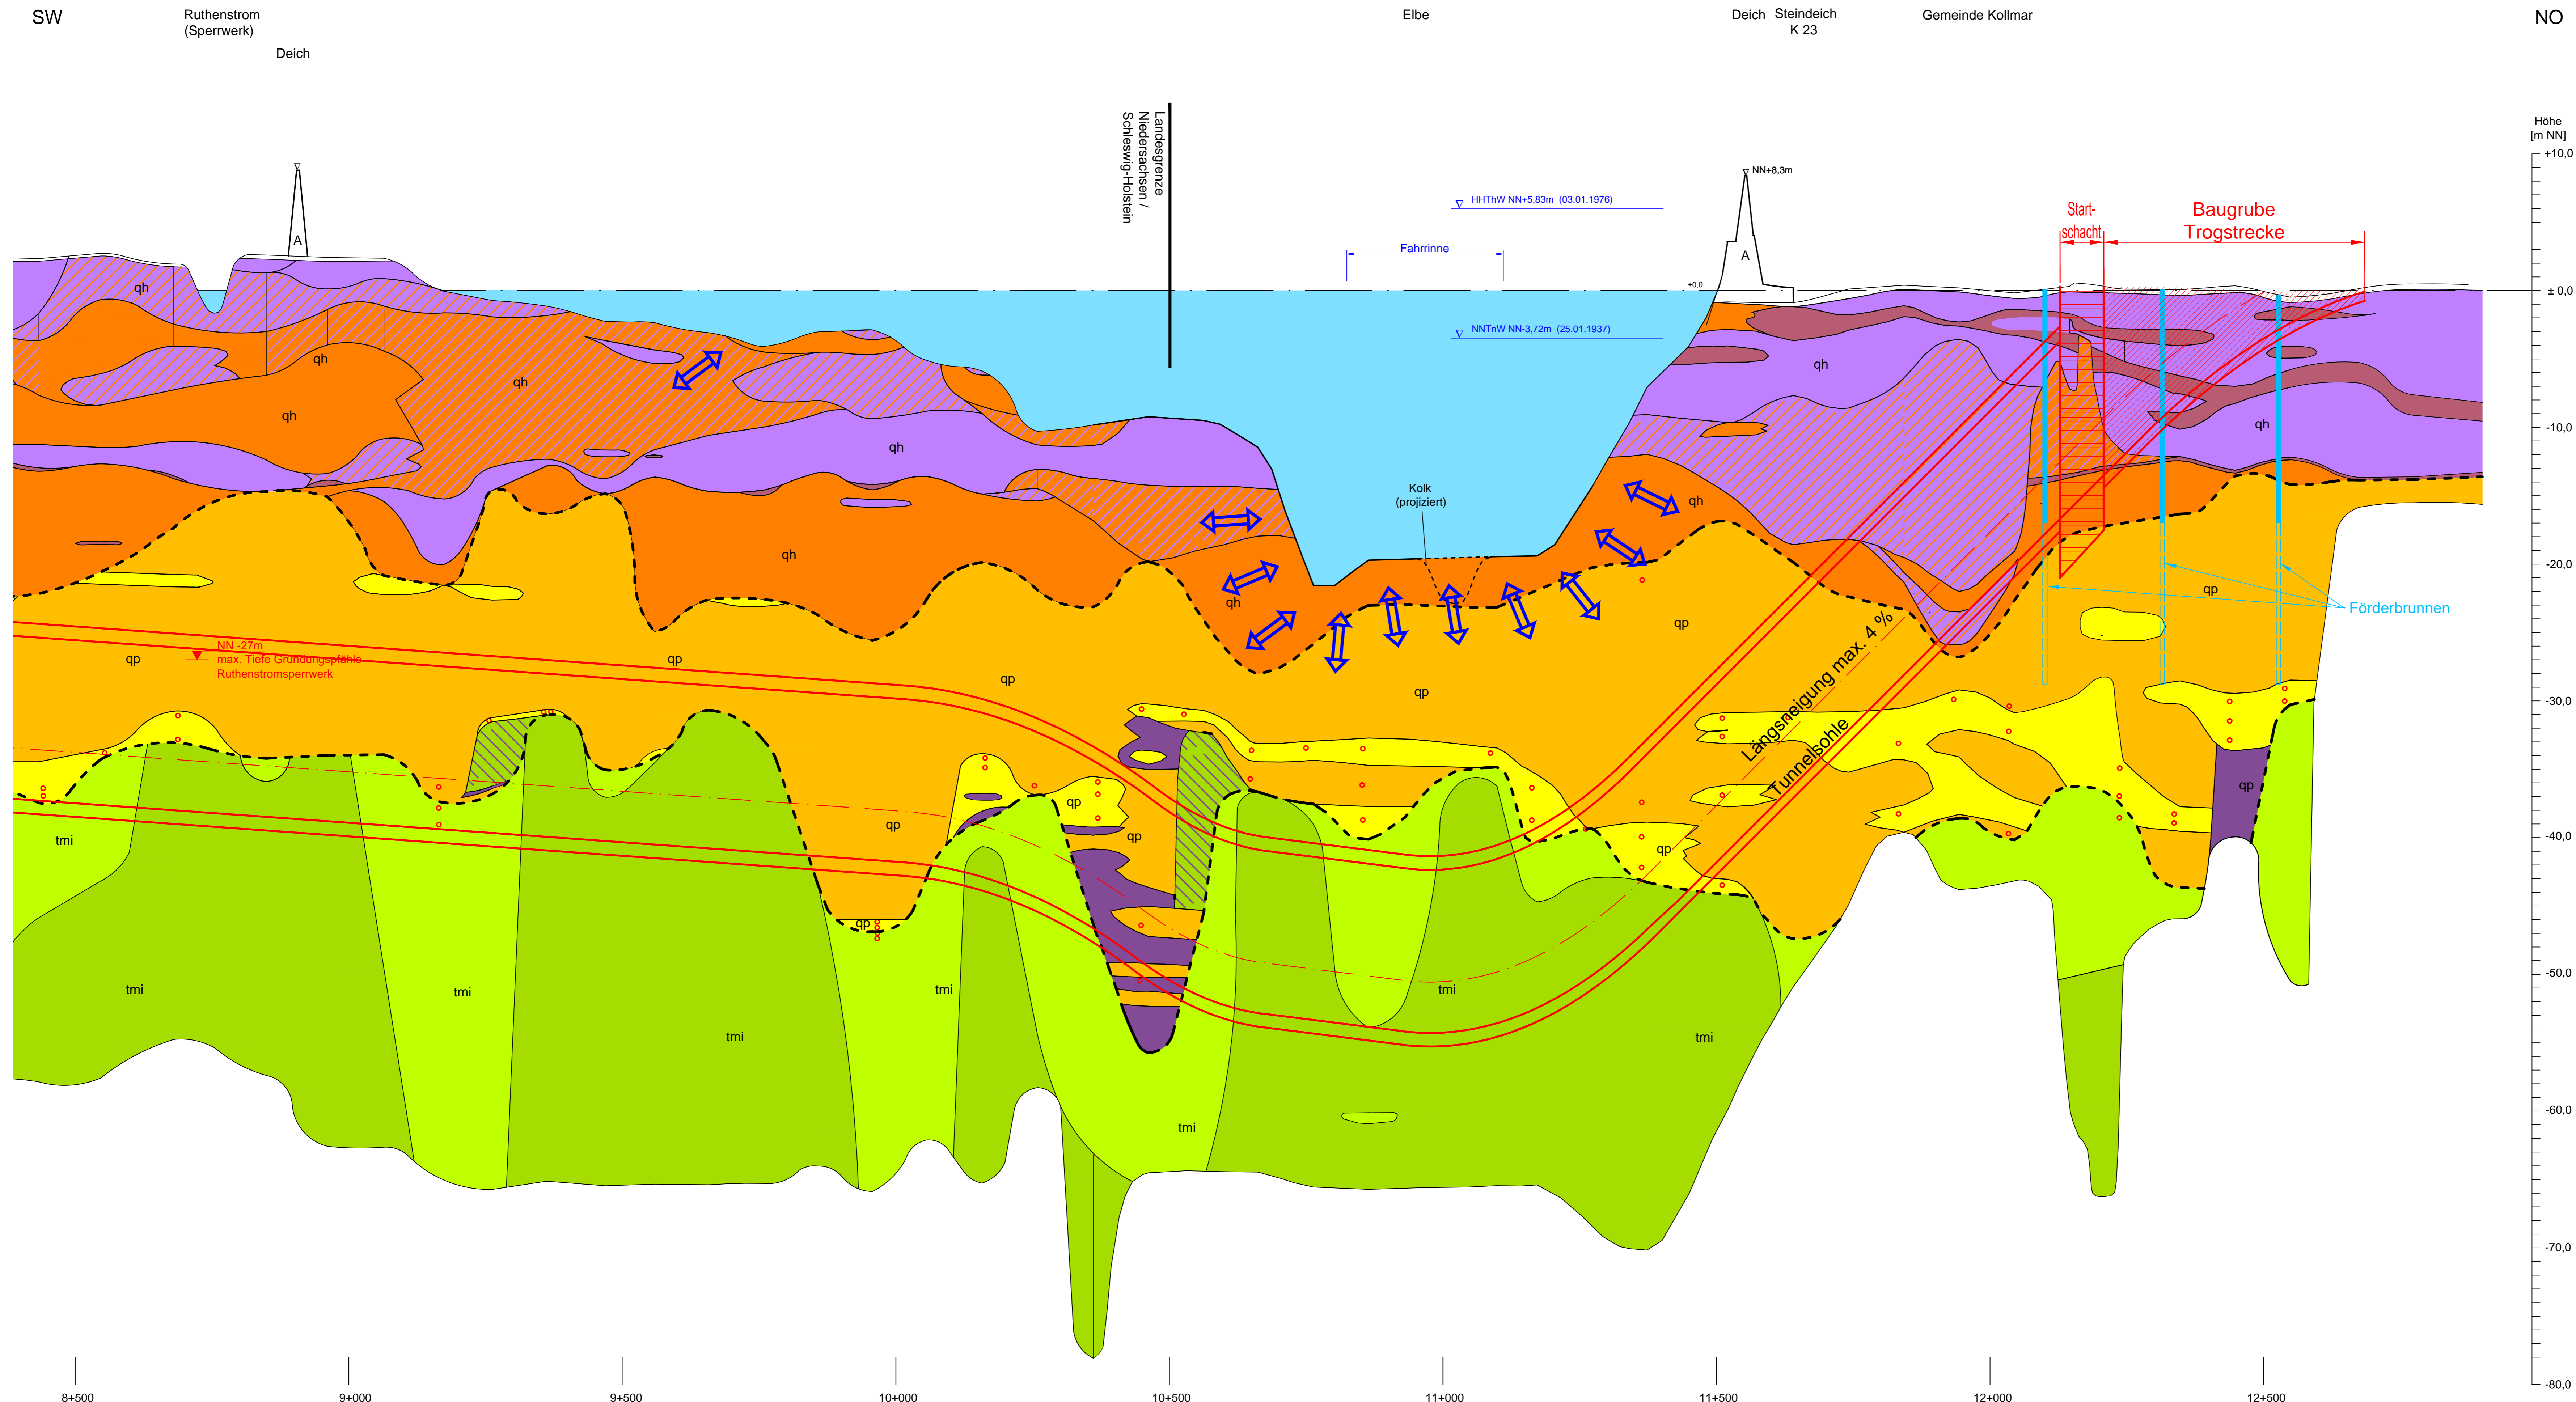 SW
Ruthenstrom
(Sperrwerk)
Deich
Elbe
Deich
Steindeich
K 23
Gemeinde Kollmar
NO
Landesgrenze
Niedersachsen /
Schleswig-Holstein
Höhe
[m NN]
+10,0
± 0,0
-10,0
-20,0
-30,0
-40,0
-50,0
-60,0
-70,0
-80,0
A
HHThW NN+5,83m (03.01.1976)
Fahrrinne
NNTnW NN-3,72m (25.01.1937)
NN+8,3m
A
±0,0
Start-
schacht
Baugrube
Trogstrecke
qh
qh
qh
qh
qh
qh
qh
qh
qh
qh
Kolk
(projiziert)
Förderbrunnen
NN -27m
max. Tiefe Gründungspfähle
Ruthenstromsperrwerk
qp
qp
qp
qp
qp
qp
qp
qp
qp
qp
qp
qp
Längsneigung max. 4 %
Tunnelsohle
tmi
tmi
tmi
tmi
tmi
tmi
tmi
tmi
8+500
9+000
9+500
10+000
10+500
11+000
11+500
12+000
12+500